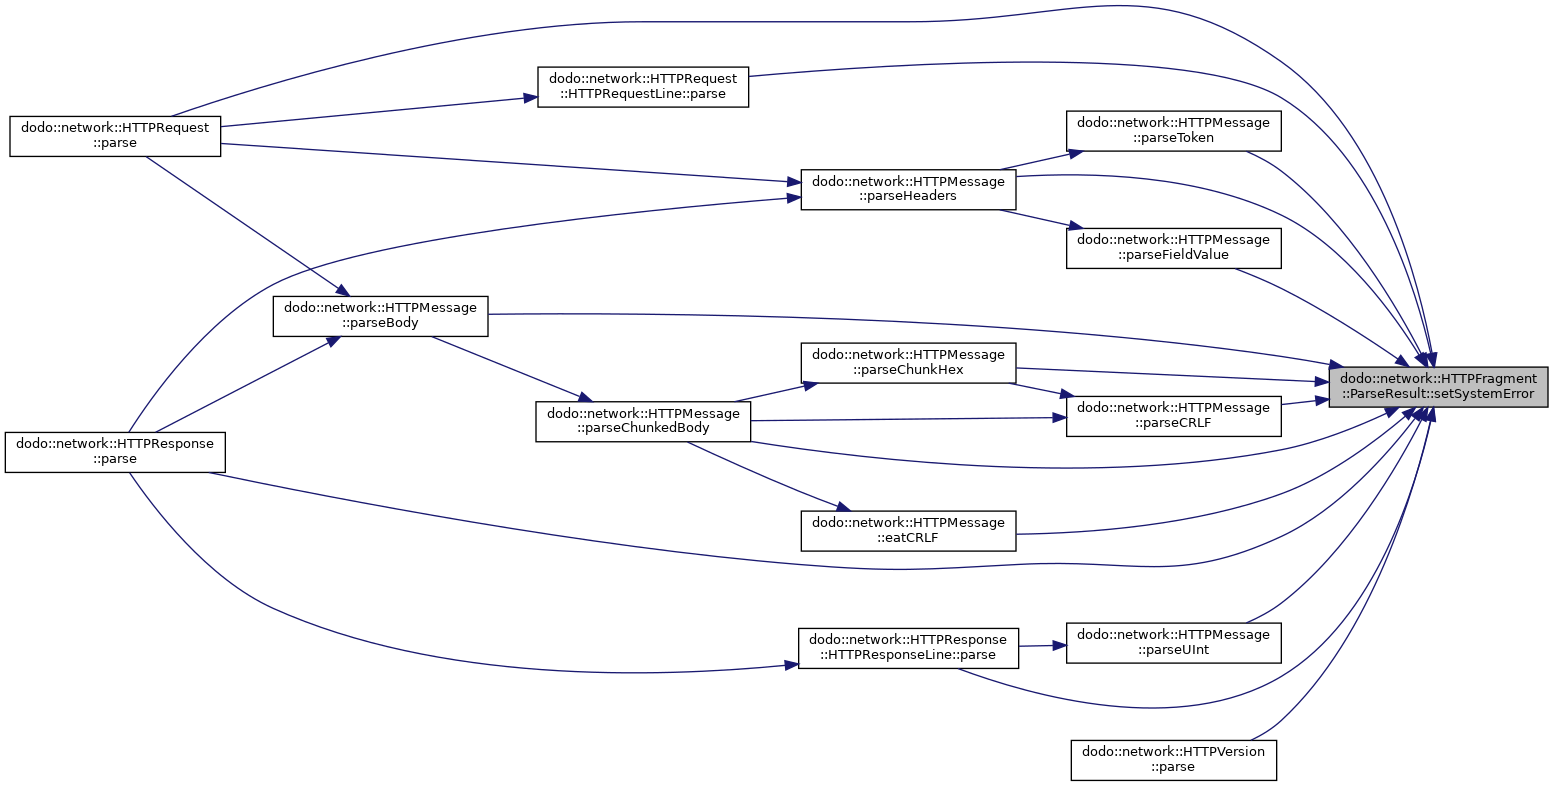 dodo::network::HTTPRequest
::HTTPRequestLine::parse
dodo::network::HTTPRequest
::parse
dodo::network::HTTPMessage
::parseToken
dodo::network::HTTPMessage
::parseHeaders
dodo::network::HTTPMessage
::parseFieldValue
dodo::network::HTTPMessage
::parseBody
dodo::network::HTTPMessage
::parseChunkHex
dodo::network::HTTPFragment
::ParseResult::setSystemError
dodo::network::HTTPMessage
::parseChunkedBody
dodo::network::HTTPMessage
::parseCRLF
dodo::network::HTTPResponse
::parse
dodo::network::HTTPMessage
::eatCRLF
dodo::network::HTTPResponse
::HTTPResponseLine::parse
dodo::network::HTTPMessage
::parseUInt
dodo::network::HTTPVersion
::parse